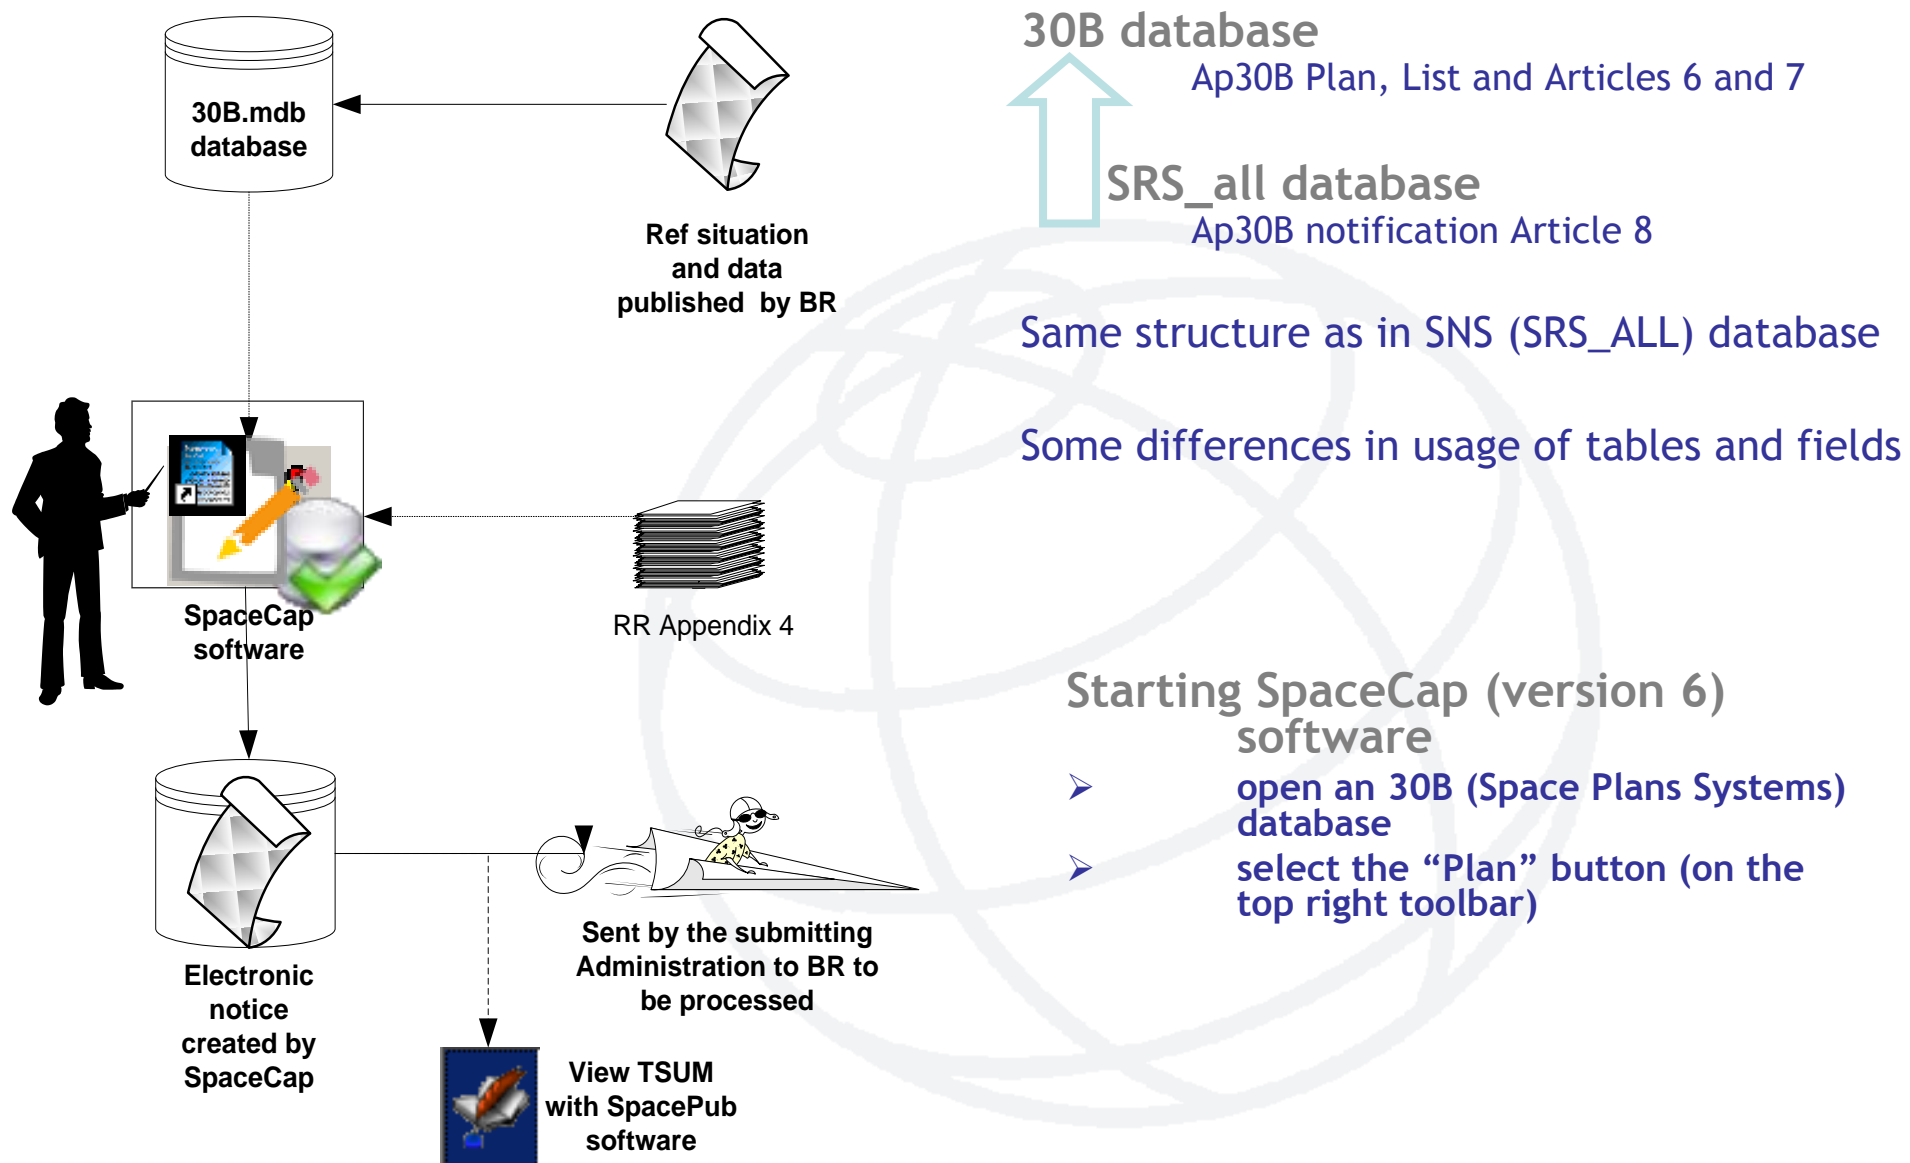 30B.mdb
database
Ref situation
and data
published by BR
SpaceCap
software
RR Appendix 4
Electronic
notice
created by
SpaceCap
Sent by the submitting
Administration to BR to
be processed
View TSUM
with SpacePub
software
30B database
Ap30B Plan, List and Articles 6 and 7
SRS_all database
Ap30B notification Article 8
Same structure as in SNS (SRS_ALL) database
Some differences in usage of tables and fields
Starting SpaceCap (version 6)
software
➢ open an 30B (Space Plans Systems)
database
➢ select the “Plan” button (on the
top right toolbar)